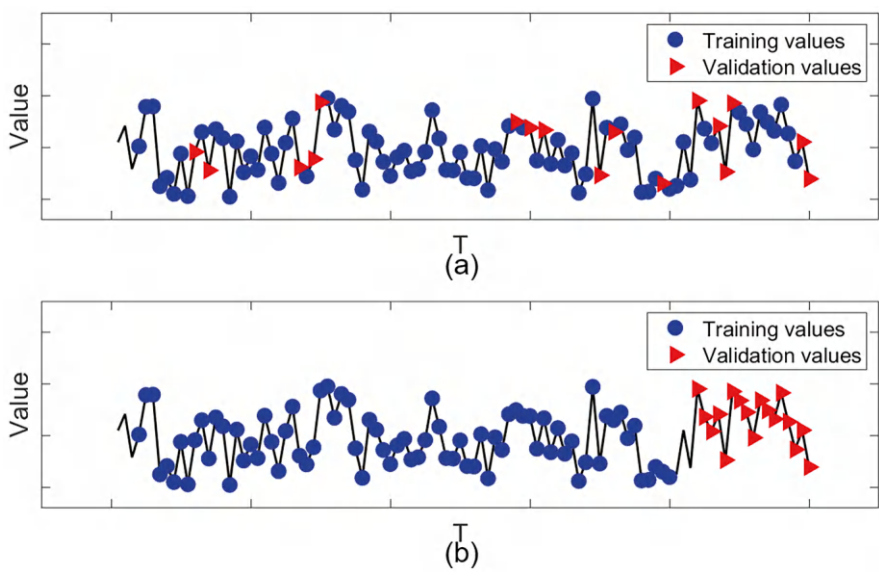 Training values
Validation values
Value
T
(a)
Training values
Validation values
Value
T
(b)